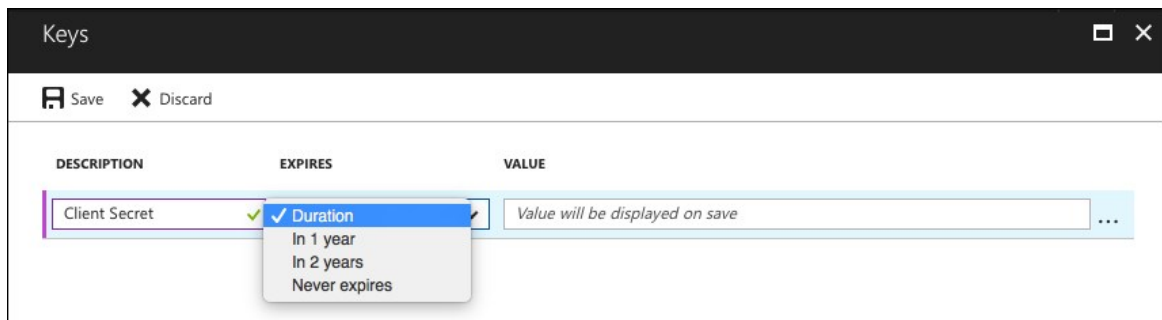 Keys
Save Discard
DESCRIPTION EXPIRES VALUE
Client Secret Duration Value will be displayed on save ...
In 1 year
In 2 years
Never expires